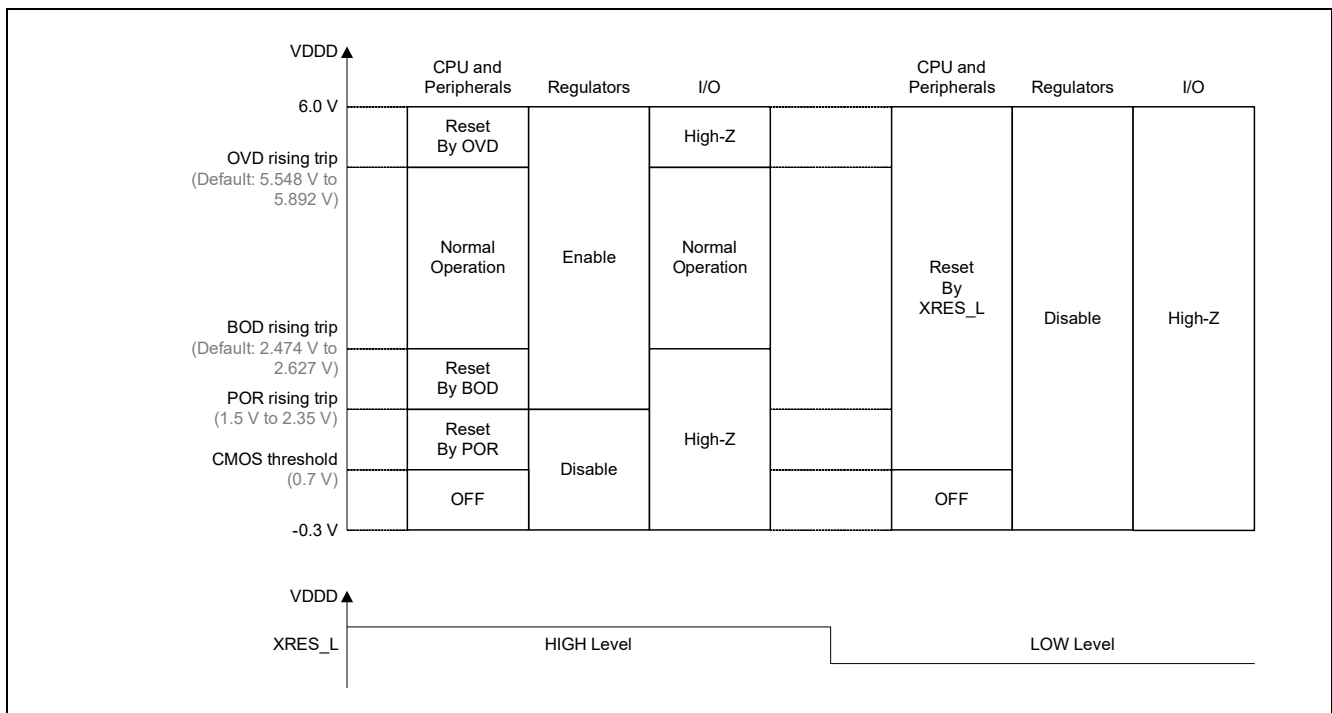 VDDD
CPU and
Peripherals
Regulators
I/O
CPU and
Peripherals
Regulators
I/O
6.0 V
Reset
By OVD
High-Z
OVD rising trip
(Default: 5.548 V to
5.892 V)
Normal
Operation
Enable
Normal
Operation
Reset
By
XRES_L
Disable
High-Z
BOD rising trip
(Default: 2.474 V to
2.627 V)
Reset
By BOD
POR rising trip
(1.5 V to 2.35 V)
Reset
By POR
High-Z
CMOS threshold
(0.7 V)
Disable
OFF
OFF
-0.3 V
VDDD
XRES_L
HIGH Level
LOW Level